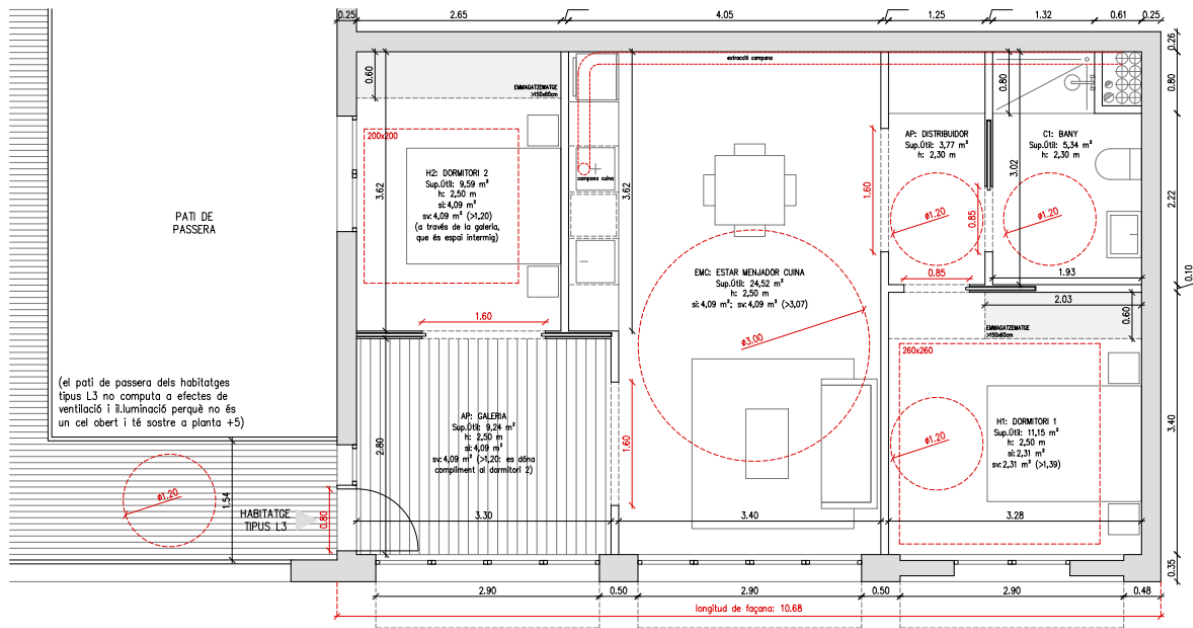 0.25
2.65
4.05
1.25
1.32
0.61
0.25
0.26
0.80
2.22
0.10
3.40
0.35
estracció campana
0.60
EMMAGATZEMATGE
>150x60cm
200x200
H2: DORMITORI 2
Sup.Útil: 9,59 m²
h: 2,50 m
si: 4,09 m²
sv: 4,09 m² (>1,20)
(a través de la galeria,
que és espai intermig)
3.62
campana cuina
3.62
1.60
PATI DE
PASSERA
(el pati de passera dels habitatges
tipus L3 no computa a efectes de
ventilació i il.luminació perquè no és
un cel obert i té sostre a planta +5)
EMC: ESTAR MENJADOR CUINA
Sup.Útil: 24,52 m²
h: 2,50 m
si: 4,09 m²; sv: 4,09 m² (>3,07)
ø3.00
1.60
AP: DISTRIBUIDOR
Sup.Útil: 3,77 m²
h: 2,30 m
ø1.20
0.85
0.85
3.02
0.80
C1: BANY
Sup.Útil: 5,34 m²
h: 2,30 m
ø1.20
1.93
2.03
0.60
EMMAGATZEMATGE
>150x60cm
260x260
H1: DORMITORI 1
Sup.Útil: 11,15 m²
h: 2,50 m
si: 2,31 m²
sv: 2,31 m² (>1,39)
ø1.20
3.28
AP: GALERIA
Sup.Útil: 9,24 m²
h: 2,50 m
si: 4,09 m²
sv: 4,09 m² (>1,20: es dóna
compliment al dormitori 2)
2.80
1.60
3.30
3.40
ø1.20
1.54
HABITATGE
TIPUS L3
0.80
2.90
0.50
2.90
0.50
2.90
0.48
longitud de façana: 10.68